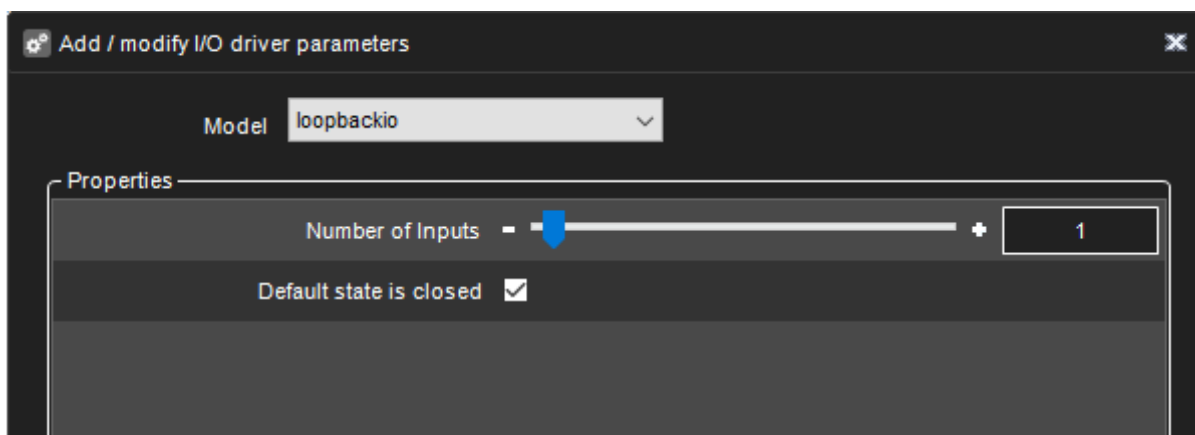 Add / modify I/O driver parameters
Model loopbackio
Properties
Number of Inputs - + 1
Default state is closed